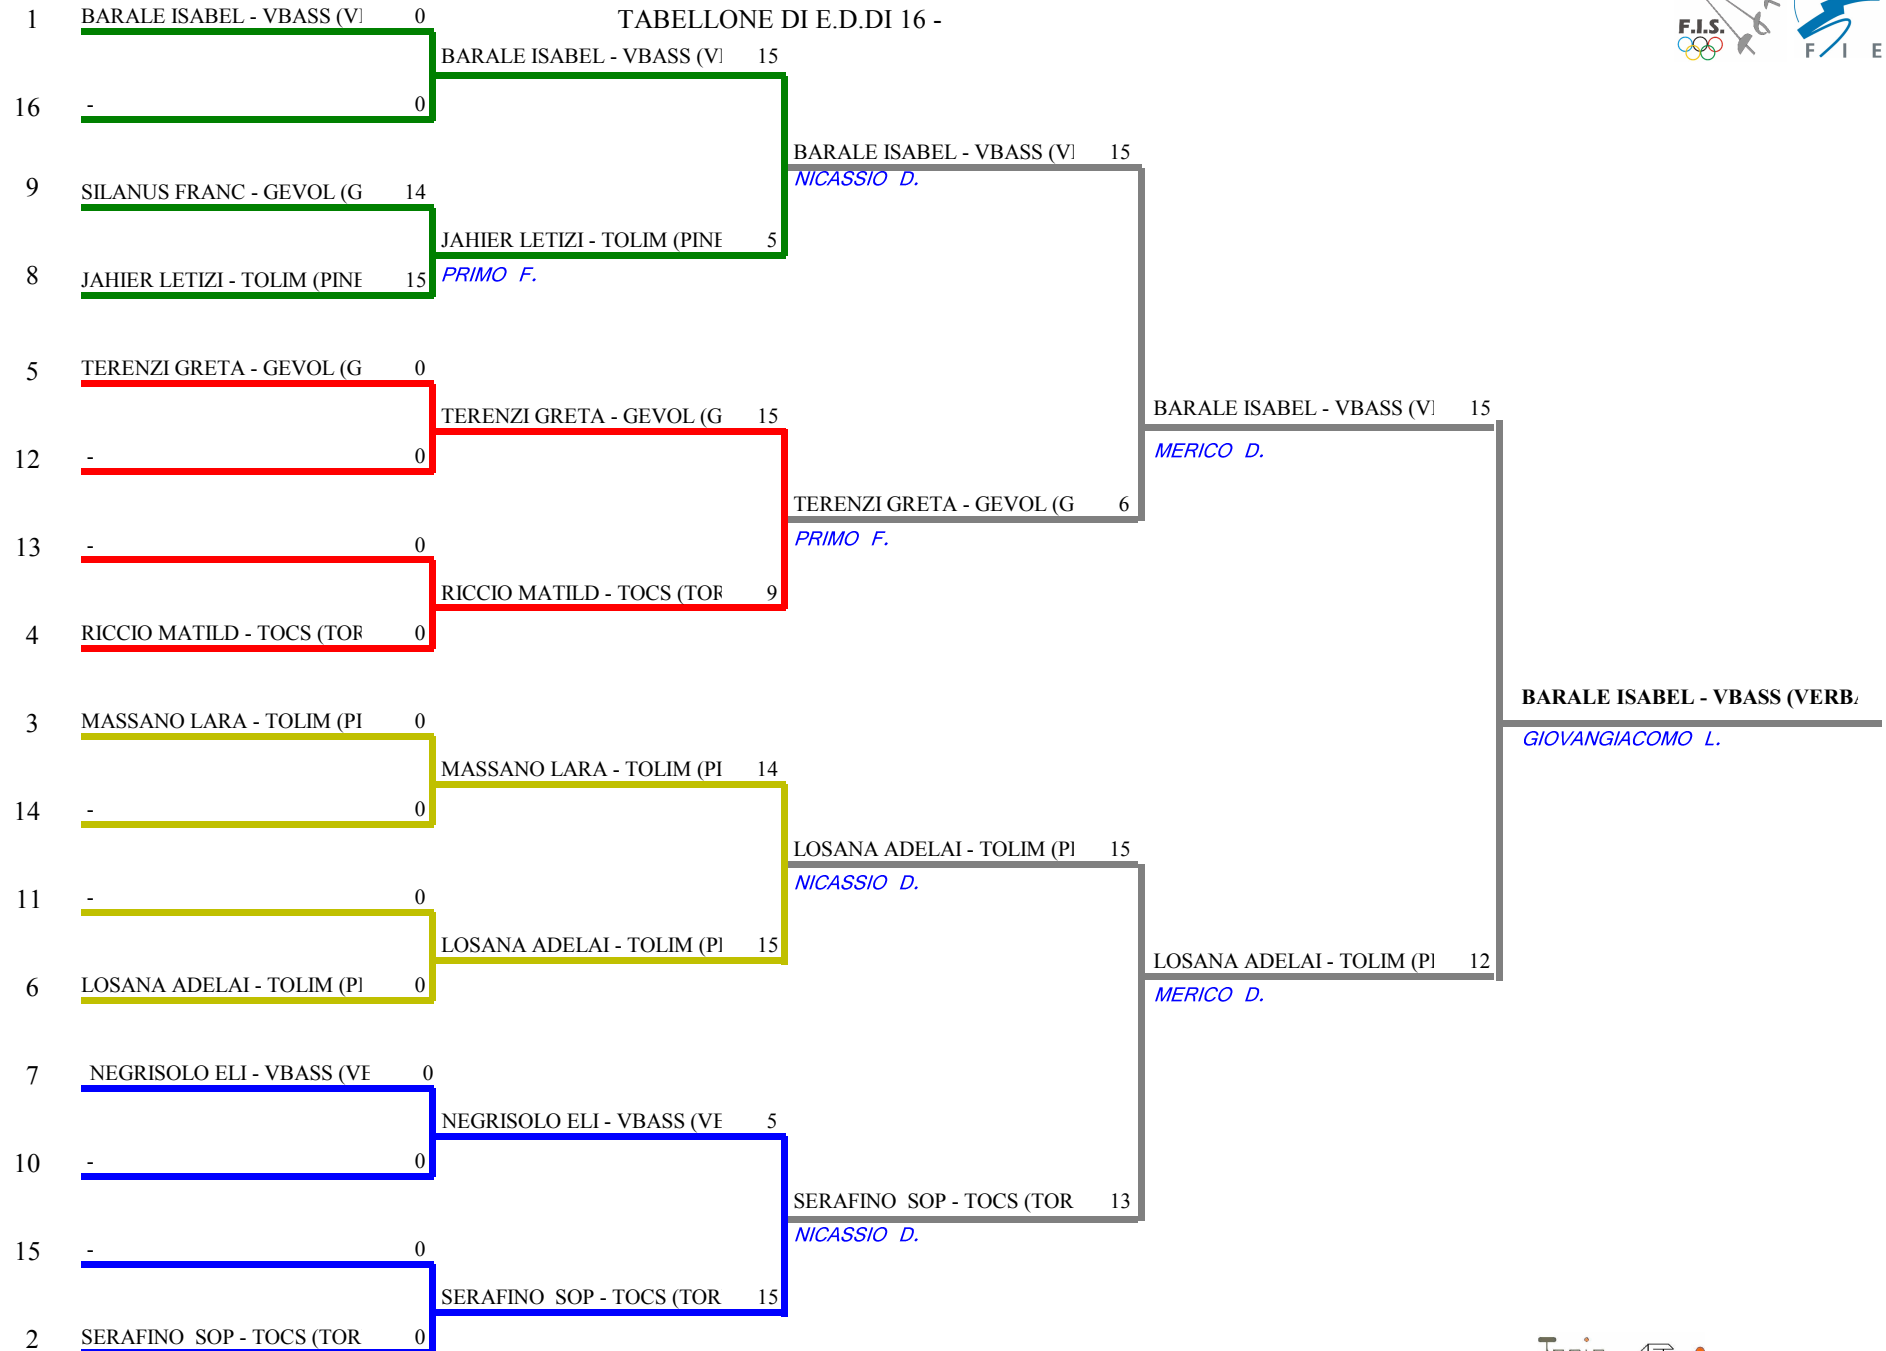 1 BARALE ISABEL - VBASS (VI 0
TABELLONE DI E.D.DI 16 -
F.I.S.
F I E
BARALE ISABEL - VBASS (VI 15
16 - 0
BARALE ISABEL - VBASS (VI 15
NICASSIO D.
9 SILANUS FRANC - GEVOL (G 14
JAHIER LETIZI - TOLIM (PINE 5
PRIMO F.
8 JAHIER LETIZI - TOLIM (PINE 15
5 TERENZI GRETA - GEVOL (G 0
TERENZI GRETA - GEVOL (G 15
BARALE ISABEL - VBASS (VI 15
MERICO D.
12 - 0
TERENZI GRETA - GEVOL (G 6
PRIMO F.
13 - 0
RICCIO MATILD - TOCS (TOR 9
4 RICCIO MATILD - TOCS (TOR 0
BARALE ISABEL - VBASS (VERBA
GIOVANGIACOMO L.
3 MASSANO LARA - TOLIM (PI 0
MASSANO LARA - TOLIM (PI 14
14 - 0
LOSANA ADELAI - TOLIM (PI 15
NICASSIO D.
11 - 0
LOSANA ADELAI - TOLIM (PI 15
LOSANA ADELAI - TOLIM (PI 12
MERICO D.
6 LOSANA ADELAI - TOLIM (PI 0
7 NEGRISOLO ELI - VBASS (VE 0
NEGRISOLO ELI - VBASS (VE 5
10 - 0
SERAFINO SOP - TOCS (TOR 13
NICASSIO D.
15 - 0
SERAFINO SOP - TOCS (TOR 15
2 SERAFINO SOP - TOCS (TOR 0